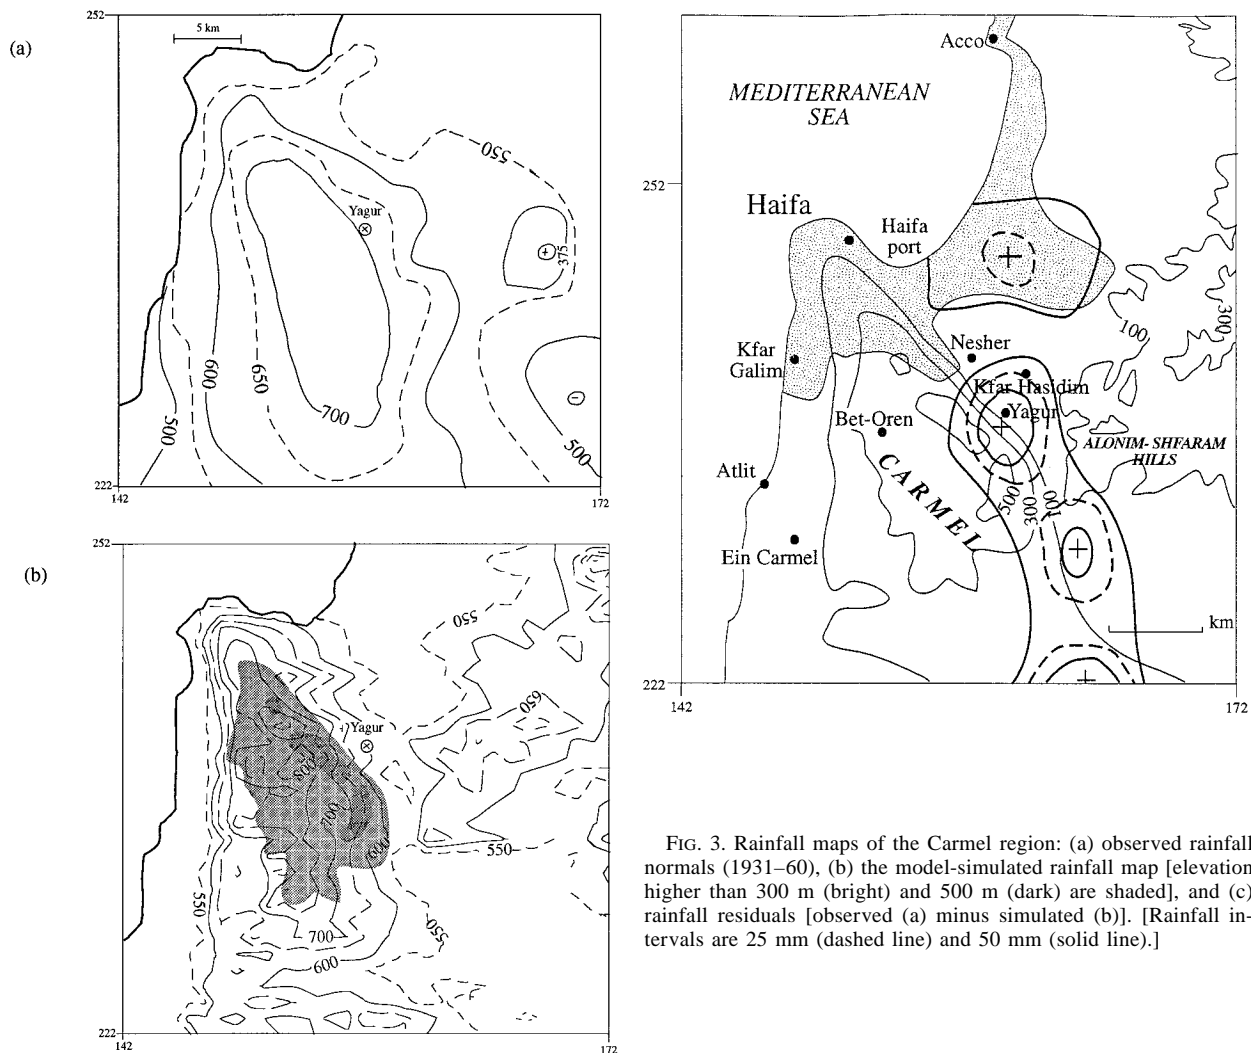 (a)
252
5 km
550
Yagur
375
600
650
700
500
500
222
142
172
(b)
252
550
650
Yagur
800
700
600
550
550
550
700
600
222
142
172
Acco
MEDITERRANEAN
SEA
252
Haifa
Haifa
port
100
300
Kfar
Galim
Nesher
Kfar Hasidim
Yagur
Bet-Oren
ALONIM-SHFARAM
HILLS
Atlit
CARMEL
500
300
100
Ein Carmel
km
222
142
172
FIG. 3. Rainfall maps of the Carmel region: (a) observed rainfall
normals (1931–60), (b) the model-simulated rainfall map [elevation
higher than 300 m (bright) and 500 m (dark) are shaded], and (c)
rainfall residuals [observed (a) minus simulated (b)]. [Rainfall in-
tervals are 25 mm (dashed line) and 50 mm (solid line).]